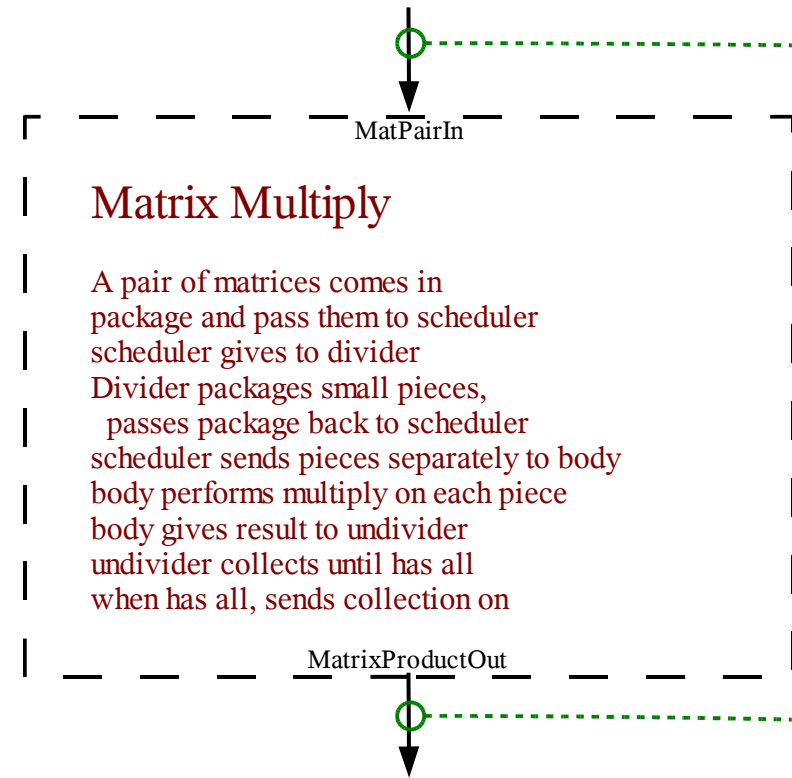 MatPairIn
Matrix Multiply
A pair of matrices comes in
package and pass them to scheduler
scheduler gives to divider
Divider packages small pieces,
passes package back to scheduler
scheduler sends pieces separately to body
body performs multiply on each piece
body gives result to undivider
undivider collects until has all
when has all, sends collection on
MatrixProductOut